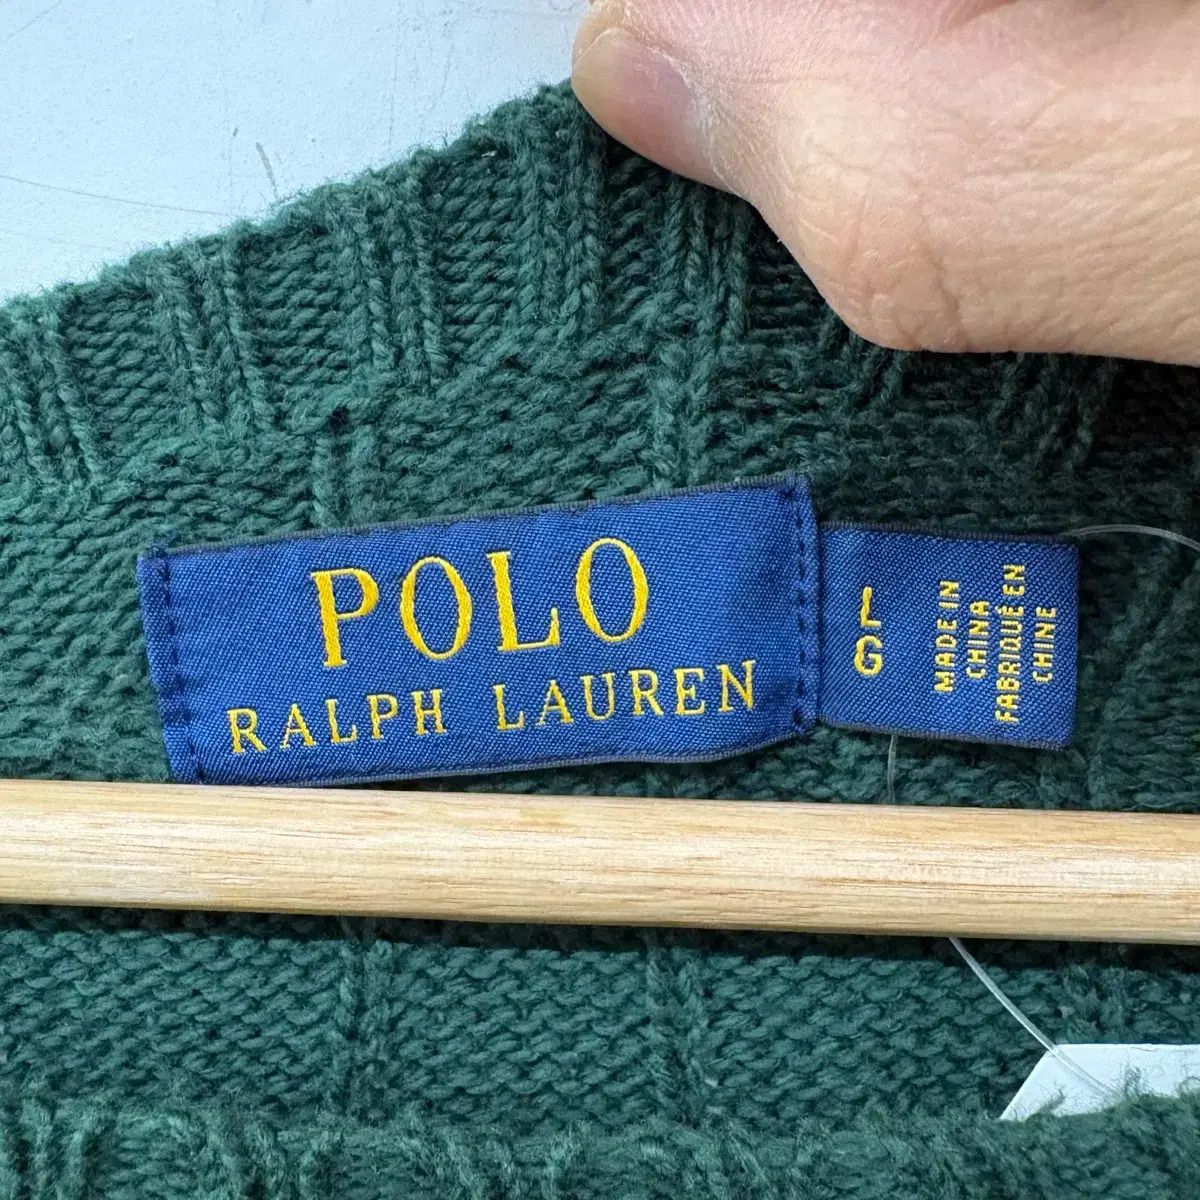 POLO
RALPH LAUREN
L
G
MADE IN
CHINA
FABRIQUÉ EN
CHINE